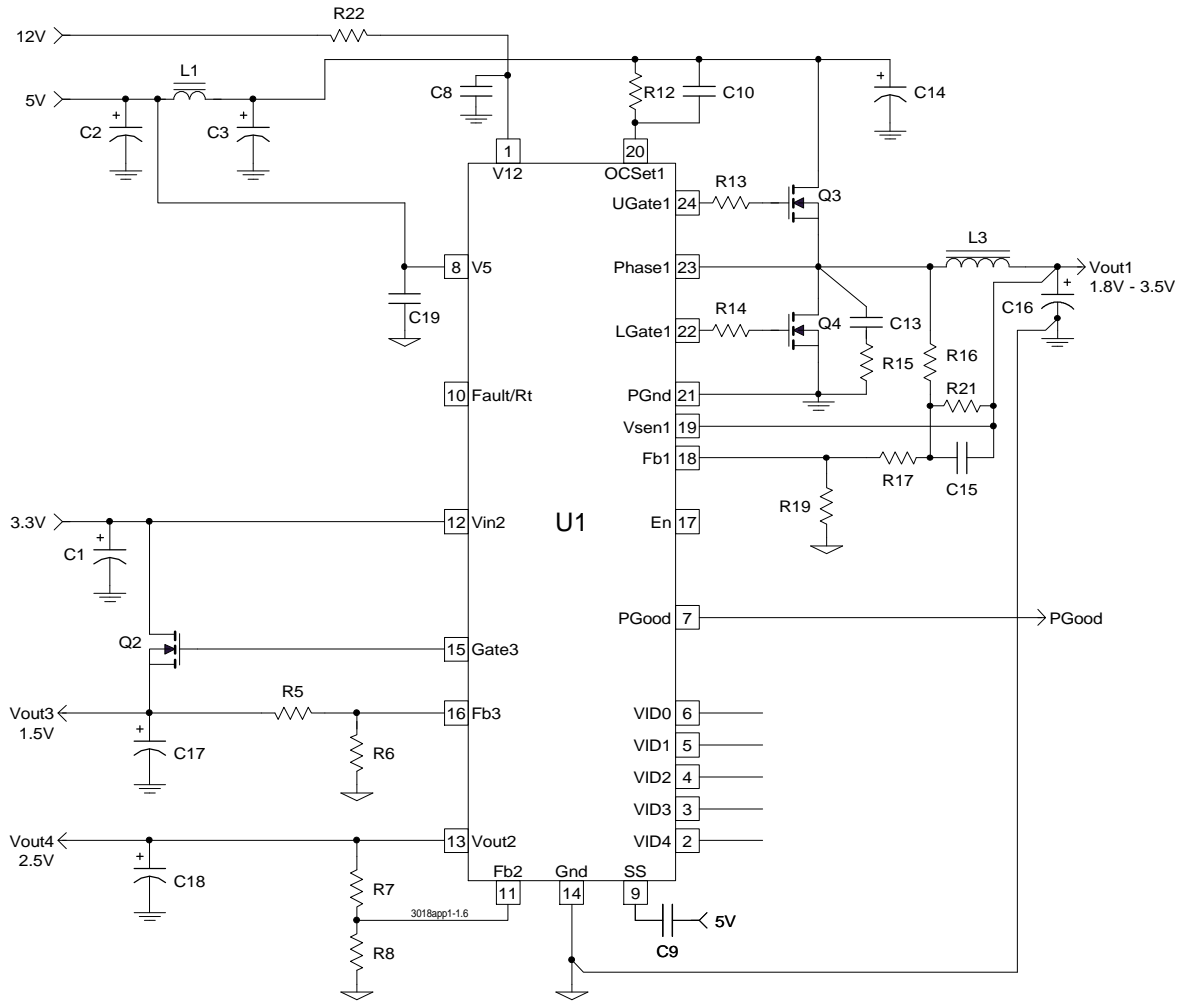 R22
12V
L1
5V
C2
C3
C8
R12
C10
C14
1
V12
20
OCSet1
UGate1 24
R13
Q3
8 V5
C19
Phase1 23
L3
Vout1
1.8V - 3.5V
C16
LGate1 22
R14
Q4
C13
R15
R16
R21
10 Fault/Rt
PGnd 21
Vsen1 19
Fb1 18
R17
C15
R19
3.3V
C1
12 Vin2
U1
En 17
PGood 7
PGood
Q2
15 Gate3
R5
Vout3
1.5V
16 Fb3
C17
R6
VID0 6
VID1 5
VID2 4
VID3 3
VID4 2
Vout4
2.5V
13 Vout2
C18
R7
Fb2
11
Gnd
14
SS
9
3018app1-1.6
R8
C9
5V